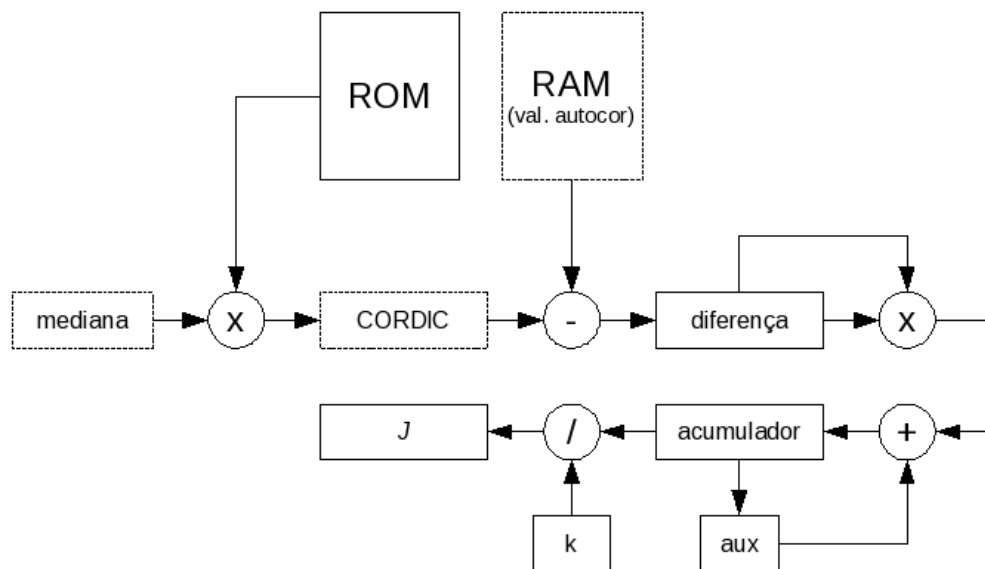 ROM
RAM
(val. autocor)
mediana
X
CORDIC
-
diferença
X
J
/
acumulador
+
k
aux